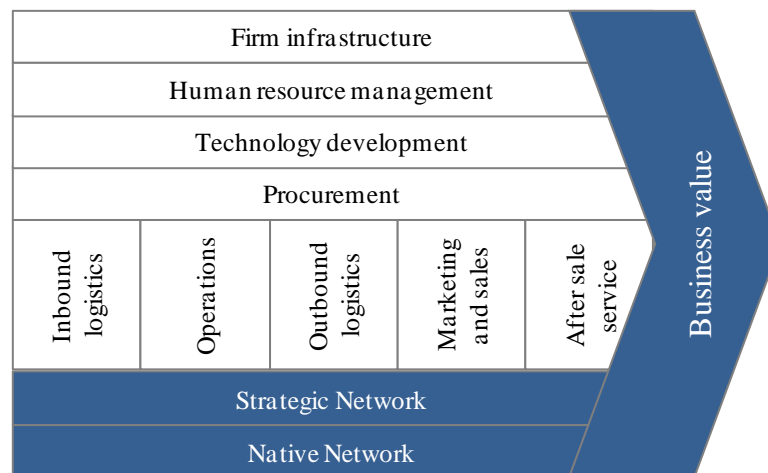 Firm infrastructure
Human resource management
Technology development
Procurement
Inbound
logistics
Operations
Outbound
logistics
Marketing
and sales
After sale
service
Business value
Strategic Network
Native Network